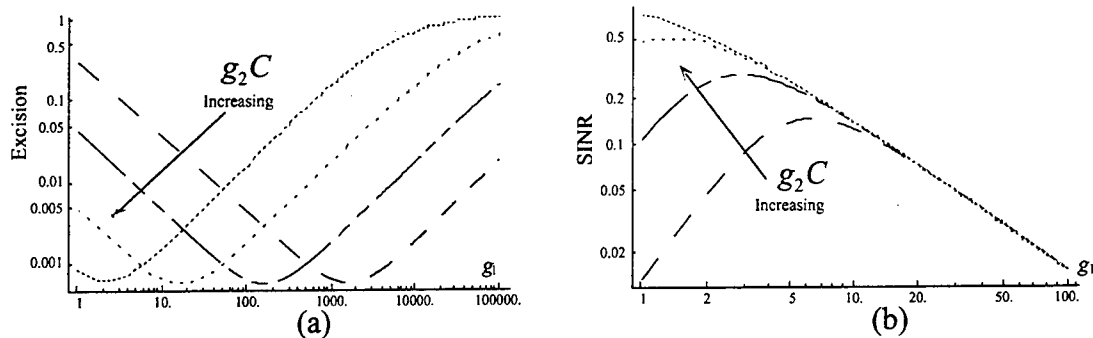 1
0.5
0.1
0.05
0.01
0.005
0.001
Excision
g₂C
Increasing
g₁
1 10. 100. 1000. 10000. 100000.
(a)
0.5
0.2
0.1
0.05
0.02
SINR
g₂C
Increasing
g₁
1 2 5 10. 20. 50. 100.
(b)